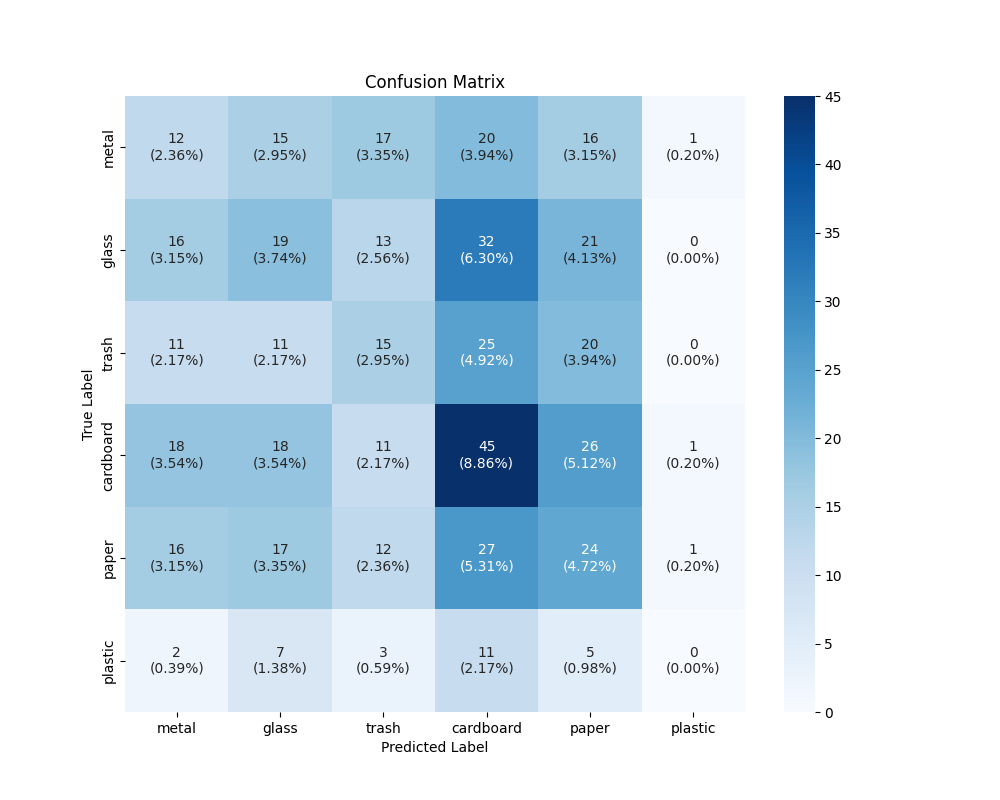 Confusion Matrix
metal 12 15 17 20 16 1 45
(2.36%) (2.95%) (3.35%) (3.94%) (3.15%) (0.20%) 40
glass 16 19 13 32 21 0 35
(3.15%) (3.74%) (2.56%) (6.30%) (4.13%) (0.00%) 30
trash 11 11 15 25 20 0 25
(2.17%) (2.17%) (2.95%) (4.92%) (3.94%) (0.00%)
True Label
cardboard 18 18 11 45 26 1 20
(3.54%) (3.54%) (2.17%) (8.86%) (5.12%) (0.20%) 15
paper 16 17 12 27 24 1 10
(3.15%) (3.35%) (2.36%) (5.31%) (4.72%) (0.20%)
plastic 2 7 3 11 5 0 5
(0.39%) (1.38%) (0.59%) (2.17%) (0.98%) (0.00%) 0
metal glass trash cardboard paper plastic
Predicted Label